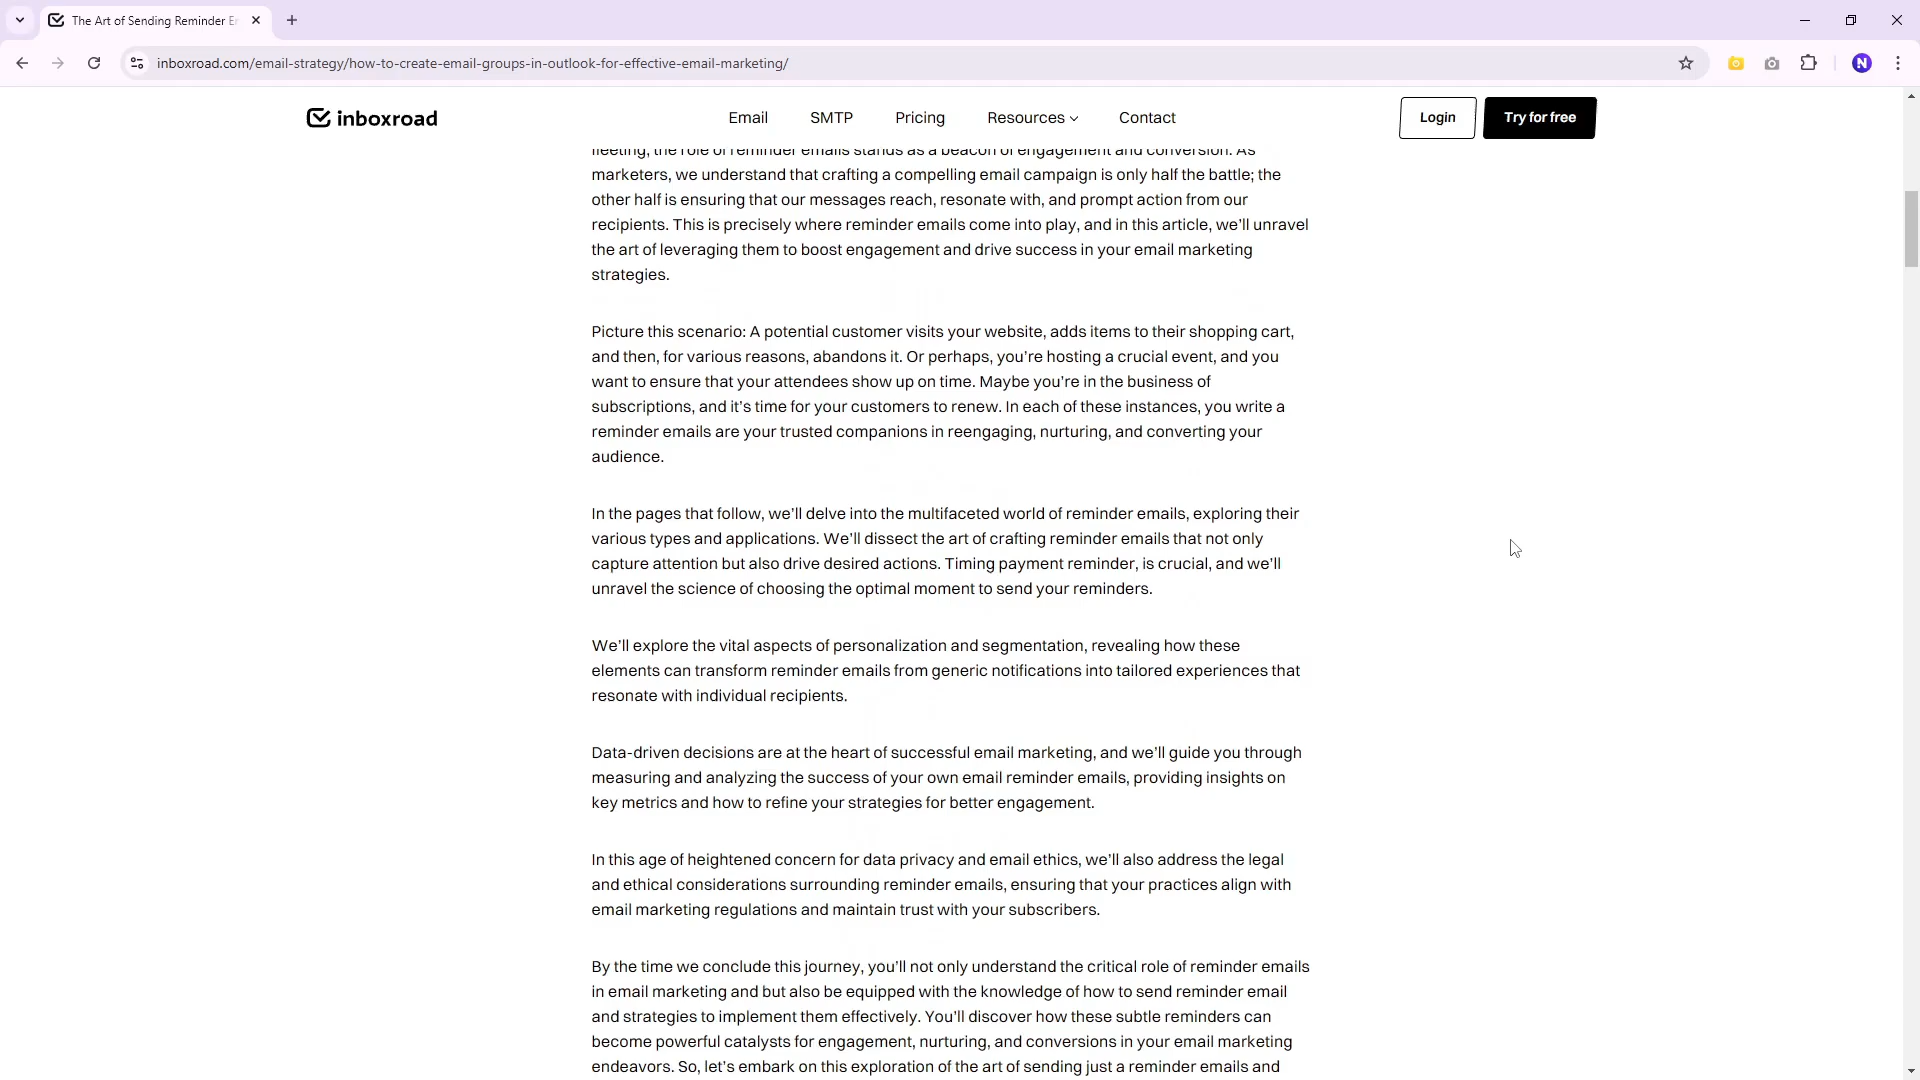 The Art of Sending Reminder E
inboxroad.com/email-strategy/how-to-create-email-groups-in-outlook-for-effective-email-marketing/
N
inboxroad
Email
SMTP
Pricing
Resources
Contact
Login
Try for free
fleeting, the role of reminder emails stands as a beacon of engagement and conversion. As
marketers, we understand that crafting a compelling email campaign is only half the battle; the
other half is ensuring that our messages reach, resonate with, and prompt action from our
recipients. This is precisely where reminder emails come into play, and in this article, we’ll unravel
the art of leveraging them to boost engagement and drive success in your email marketing
strategies.
Picture this scenario: A potential customer visits your website, adds items to their shopping cart,
and then, for various reasons, abandons it. Or perhaps, you’re hosting a crucial event, and you
want to ensure that your attendees show up on time. Maybe you’re in the business of
subscriptions, and it’s time for your customers to renew. In each of these instances, you write a
reminder emails are your trusted companions in reengaging, nurturing, and converting your
audience.
In the pages that follow, we’ll delve into the multifaceted world of reminder emails, exploring their
various types and applications. We’ll dissect the art of crafting reminder emails that not only
capture attention but also drive desired actions. Timing payment reminder, is crucial, and we’ll
unravel the science of choosing the optimal moment to send your reminders.
We’ll explore the vital aspects of personalization and segmentation, revealing how these
elements can transform reminder emails from generic notifications into tailored experiences that
resonate with individual recipients.
Data-driven decisions are at the heart of successful email marketing, and we’ll guide you through
measuring and analyzing the success of your own email reminder emails, providing insights on
key metrics and how to refine your strategies for better engagement.
In this age of heightened concern for data privacy and email ethics, we’ll also address the legal
and ethical considerations surrounding reminder emails, ensuring that your practices align with
email marketing regulations and maintain trust with your subscribers.
By the time we conclude this journey, you’ll not only understand the critical role of reminder emails
in email marketing and but also be equipped with the knowledge of how to send reminder email
and strategies to implement them effectively. You’ll discover how these subtle reminders can
become powerful catalysts for engagement, nurturing, and conversions in your email marketing
endeavors. So, let’s embark on this exploration of the art of sending just a reminder emails and